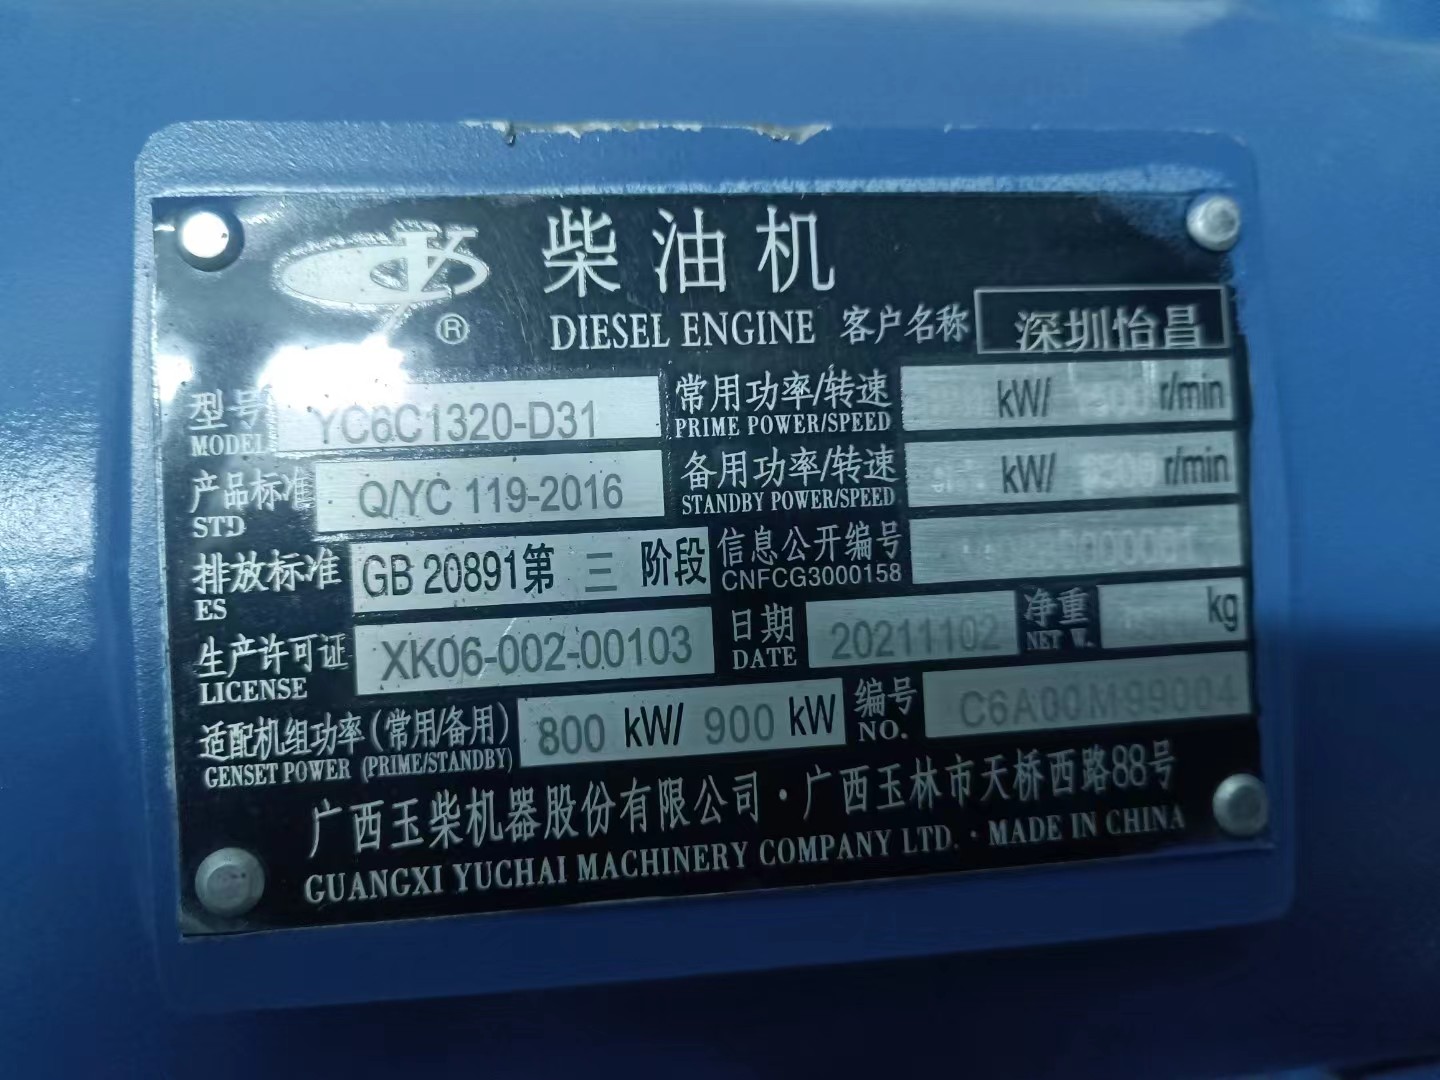 柴油机
®
DIESEL ENGINE 客户名称 深圳怡昌
型号 YC6C1320-D31 常用功率/转速 kW/ r/min
MODEL PRIME POWER/SPEED
产品标准 Q/YC 119-2016 备用功率/转速 kW/ r/min
STD STANDBY POWER/SPEED
排放标准 GB 20891第 三 阶段 信息公开编号
ES CNFCG3000158
生产许可证 XK06-002-00103 日期 20211102 净重 kg
LICENSE DATE NET W.
适配机组功率(常用/备用) 800 kW/ 900 kW 编号 C6A00M99004
GENSET POWER (PRIME/STANDBY) NO.
广西玉柴机器股份有限公司·广西玉林市天桥西路88号
GUANGXI YUCHAI MACHINERY COMPANY LTD. · MADE IN CHINA